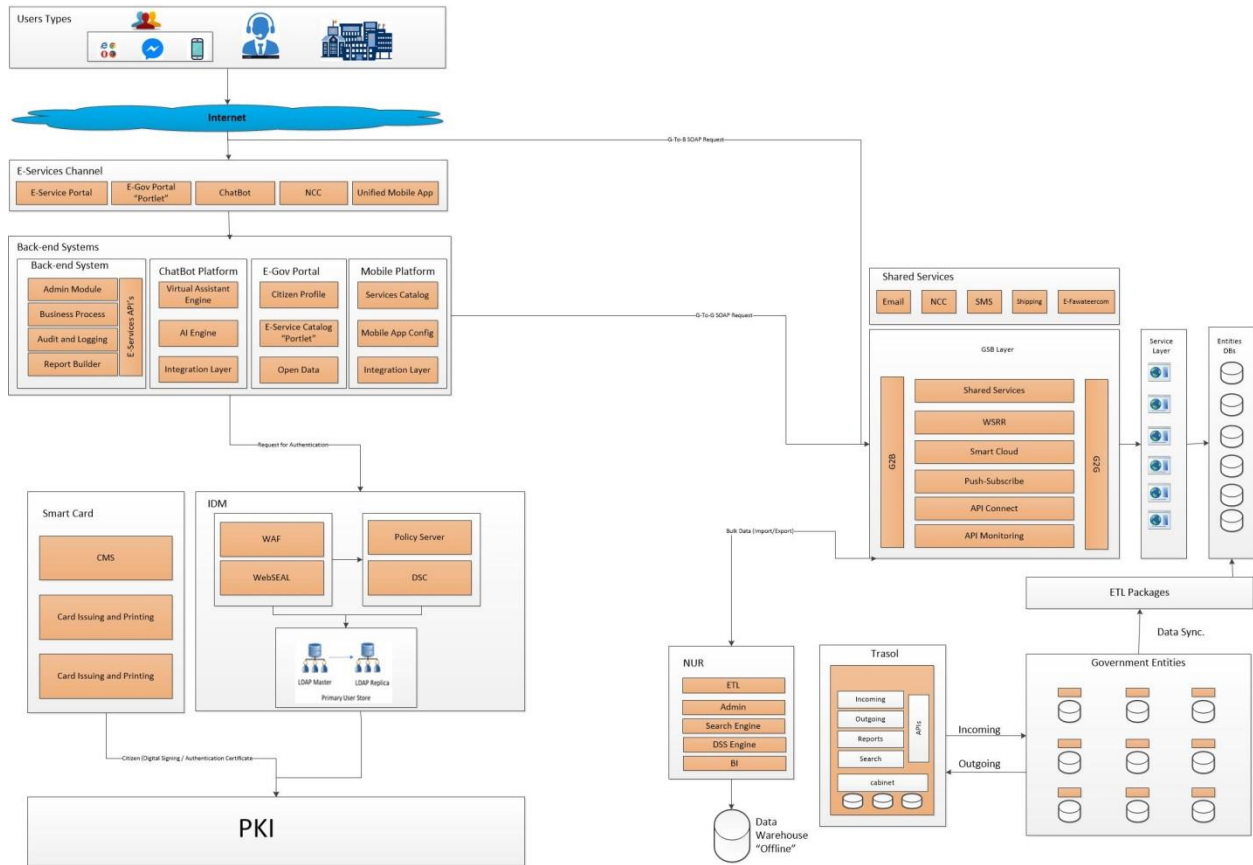 Users Types
Internet
G-To-B SOAP Request
E-Services Channel
E-Service Portal
E-Gov Portal
"Portlet"
ChatBot
NCC
Unified Mobile App
Back-end Systems
Back-end System
Admin Module
Business Process
Audit and Logging
Report Builder
E-Services API's
ChatBot Platform
Virtual Assistant
Engine
AI Engine
Integration Layer
E-Gov Portal
Citizen Profile
E-Service Catalog
"Portlet"
Open Data
Mobile Platform
Services Catalog
Mobile App Config
Integration Layer
G-To-G SOAP Request
Shared Services
Email
NCC
SMS
Shipping
E-Fawateercom
GSB Layer
G2B
Shared Services
WSRR
Smart Cloud
Push-Subscribe
API Connect
API Monitoring
G2G
Service
Layer
Entities
DBs
Request for Authentication
Smart Card
CMS
Card Issuing and Printing
Card Issuing and Printing
IDM
WAF
WebSEAL
Policy Server
DSC
LDAP Master
LDAP Replica
Primary User Store
Citizen (Digital Signing / Authentication Certificate
PKI
Bulk Data (Import/Export)
NUR
ETL
Admin
Search Engine
DSS Engine
BI
Data
Warehouse
"Offline"
Trasol
Incoming
Outgoing
Reports
Search
APIs
cabinet
Incoming
Outgoing
ETL Packages
Data Sync.
Government Entities